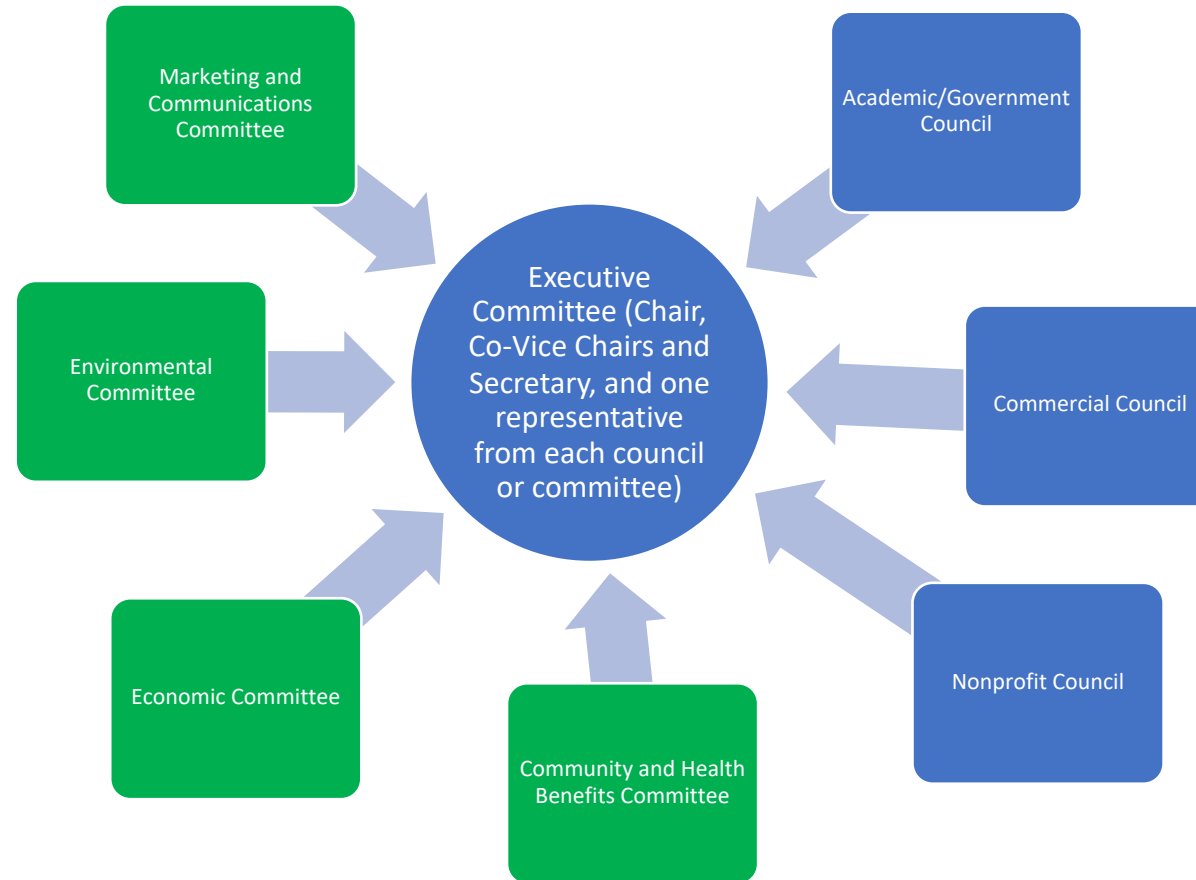 Marketing and
Communications
Committee
Academic/Government
Council
Executive
Committee (Chair,
Co-Vice Chairs and
Secretary, and one
representative
from each council
or committee)
Environmental
Committee
Commercial Council
Economic Committee
Nonprofit Council
Community and Health
Benefits Committee